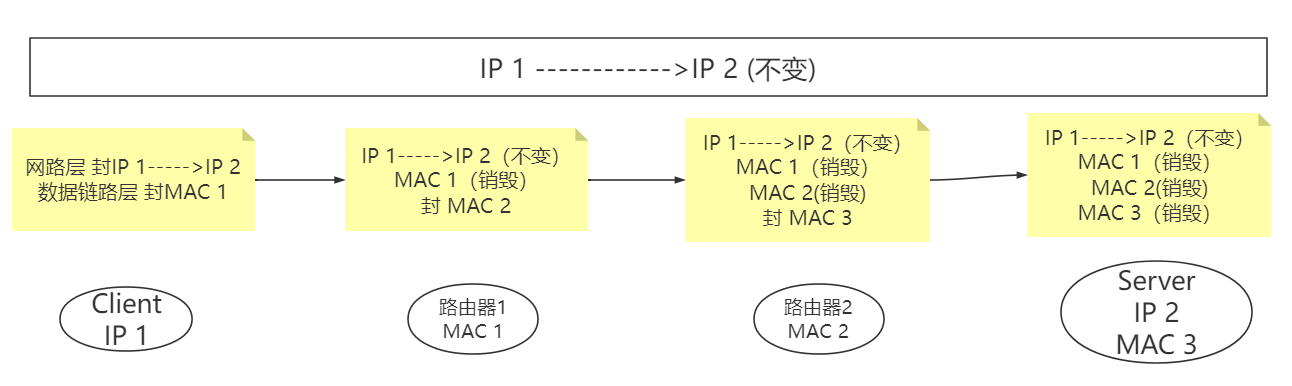 IP 1 ------------>IP 2 (不变)
网路层 封IP 1----->IP 2
数据链路层 封MAC 1
IP 1----->IP 2（不变）
MAC 1（销毁）
封 MAC 2
IP 1----->IP 2（不变）
MAC 1（销毁）
MAC 2(销毁)
封 MAC 3
IP 1----->IP 2（不变）
MAC 1（销毁）
MAC 2(销毁)
MAC 3（销毁）
Client
IP 1
路由器1
MAC 1
路由器2
MAC 2
Server
IP 2
MAC 3